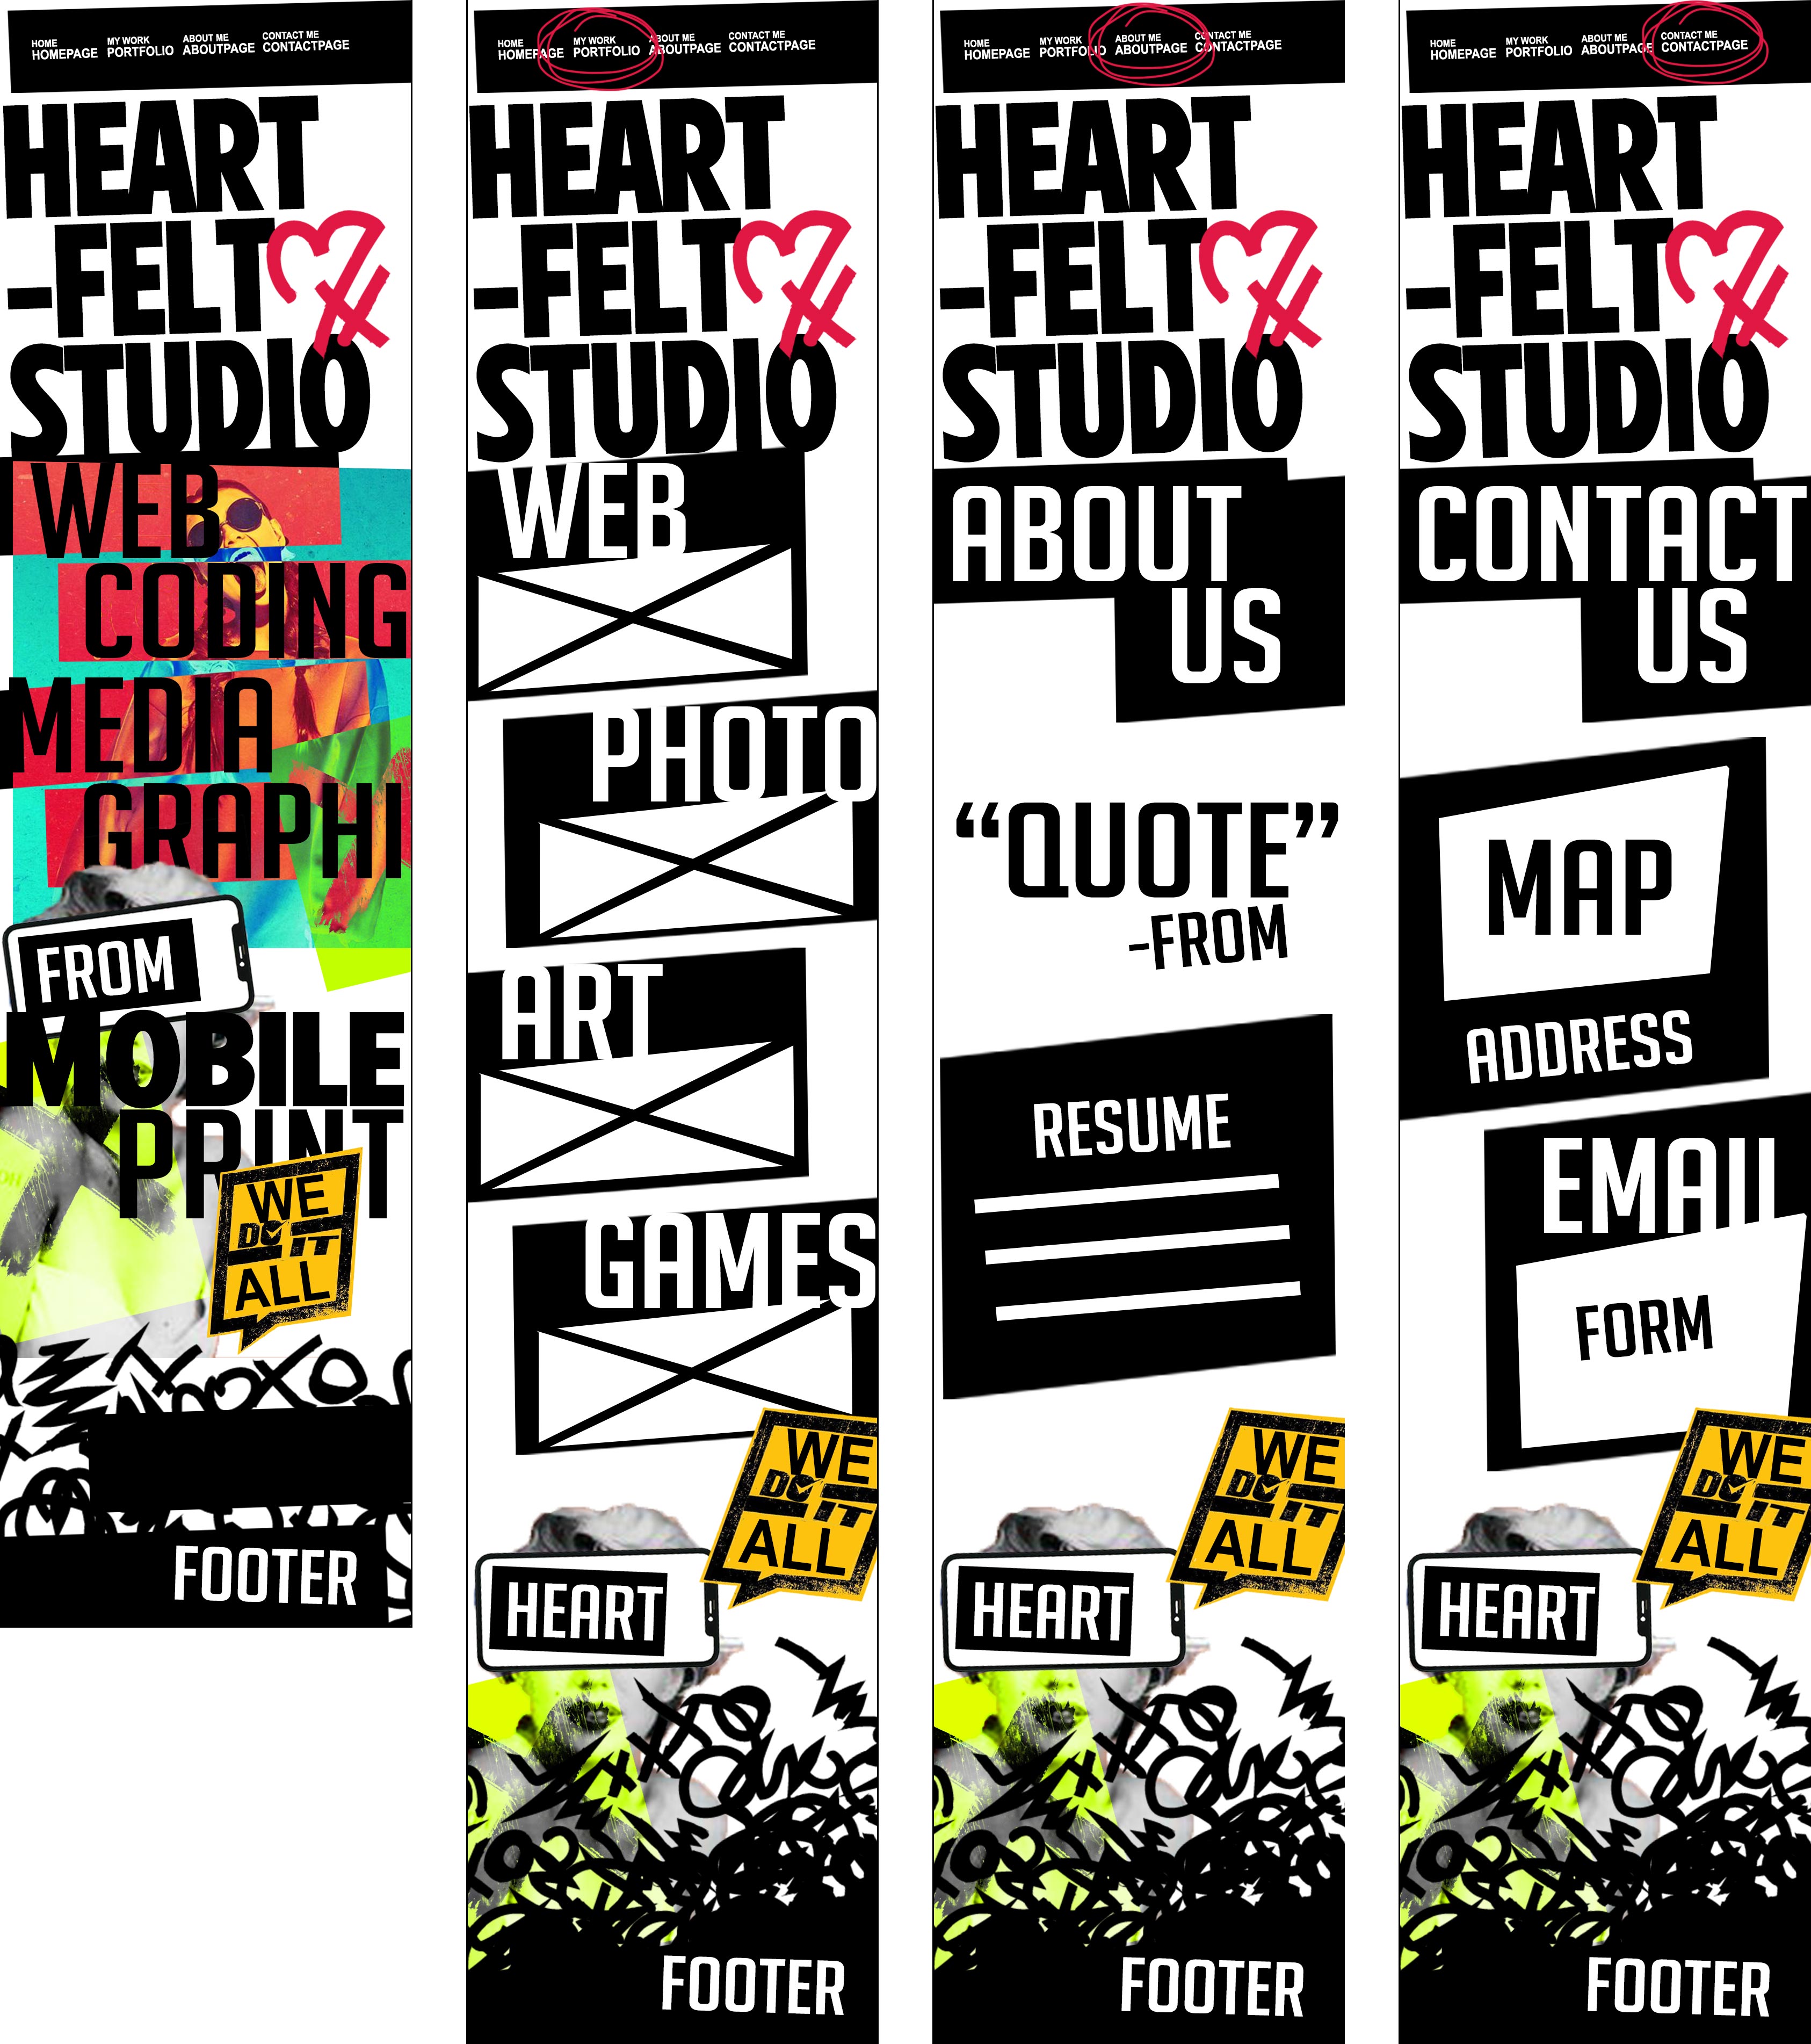 HOME
HOMEPAGE
MY WORK
PORTFOLIO
ABOUT ME
ABOUTPAGE
CONTACT ME
CONTACTPAGE
HEART
-FELT
STUDIO
WEB
CODING
MEDIA
GRAPHI
FROM
MOBILE
PRINT
WE
DO IT
ALL
FOOTER
HOME
HOMEPAGE
MY WORK
PORTFOLIO
ABOUT ME
ABOUTPAGE
CONTACT ME
CONTACTPAGE
HEART
-FELT
STUDIO
WEB
PHOTO
ART
GAMES
WE
DO IT
ALL
HEART
FOOTER
HOME
HOMEPAGE
MY WORK
PORTFOLIO
ABOUT ME
ABOUTPAGE
CONTACT ME
CONTACTPAGE
HEART
-FELT
STUDIO
ABOUT
US
“QUOTE”
-FROM
RESUME
WE
DO IT
ALL
HEART
FOOTER
HOME
HOMEPAGE
MY WORK
PORTFOLIO
ABOUT ME
ABOUTPAGE
CONTACT ME
CONTACTPAGE
HEART
-FELT
STUDIO
CONTACT
US
MAP
ADDRESS
EMAIL
FORM
WE
DO IT
ALL
HEART
FOOTER